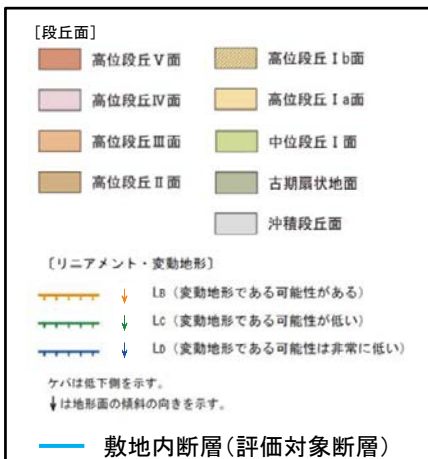 [段丘面]
高位段丘Ⅴ面
高位段丘Ⅰb面
高位段丘Ⅳ面
高位段丘Ⅰa面
高位段丘Ⅲ面
中位段丘Ⅰ面
高位段丘Ⅱ面
古期扇状地面
沖積段丘面
〔リニアメント・変動地形〕
LB（変動地形である可能性がある）
LC（変動地形である可能性が低い）
LD（変動地形である可能性は非常に低い）
ケバは低下側を示す。
↓は地形面の傾斜の向きを示す。
敷地内断層(評価対象断層)